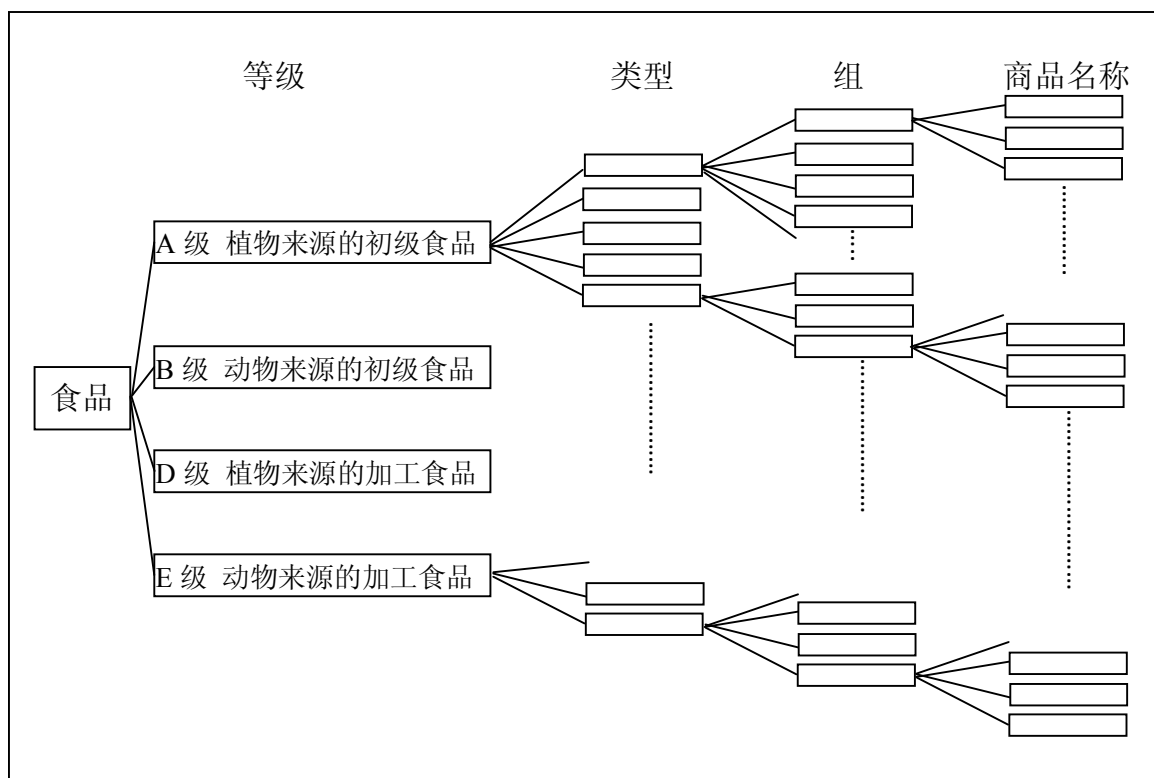 等级 类型 组 商品名称
A 级 植物来源的初级食品
B 级 动物来源的初级食品
食品
D 级 植物来源的加工食品
E 级 动物来源的加工食品